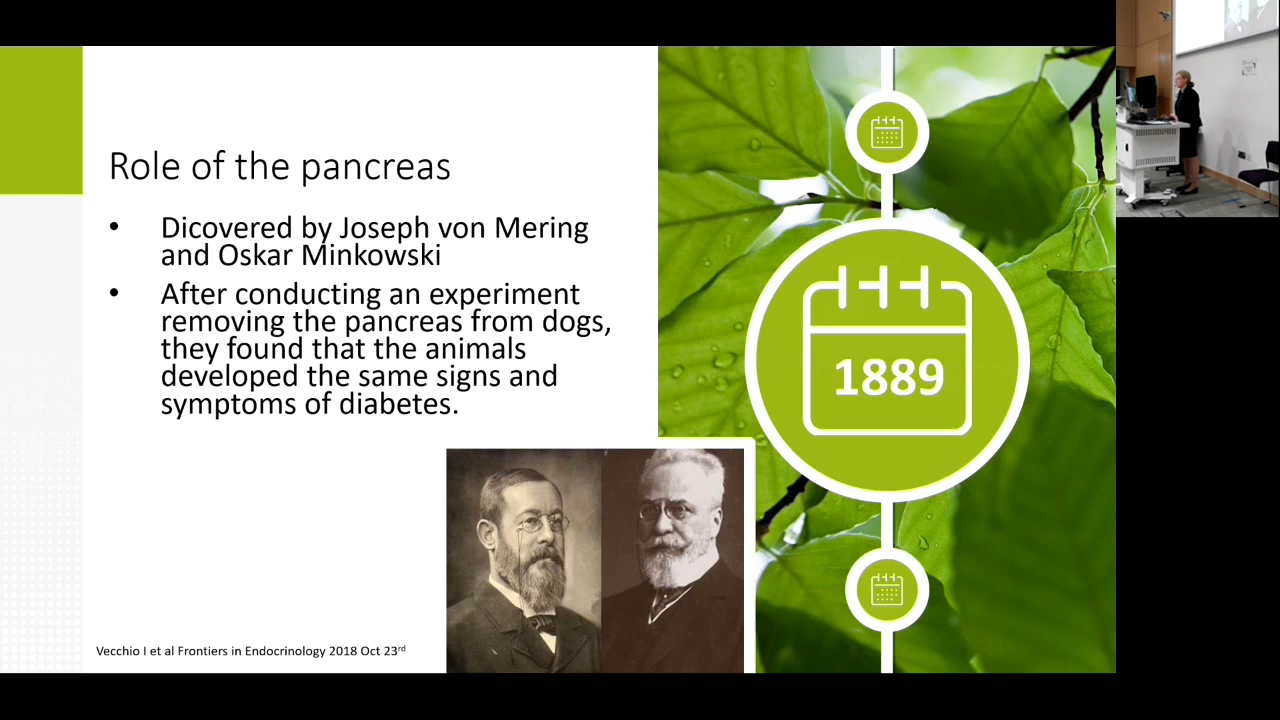 Role of the pancreas
• Dicovered by Joseph von Mering
and Oskar Minkowski
• After conducting an experiment
removing the pancreas from dogs,
they found that the animals
developed the same signs and
symptoms of diabetes.
1889
Vecchio I et al Frontiers in Endocrinology 2018 Oct 23rd